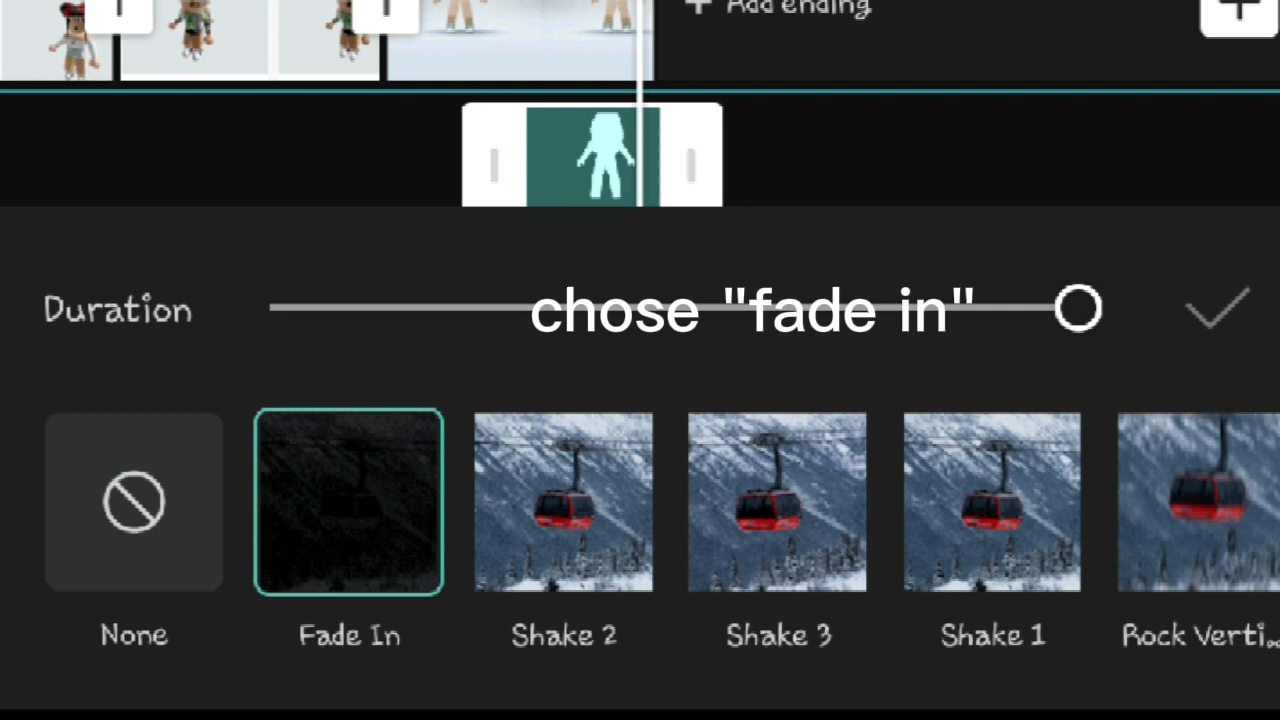 + Add ending
Duration
chose "fade in"
None
Fade In
Shake 2
Shake 3
Shake 1
Rock Verti...